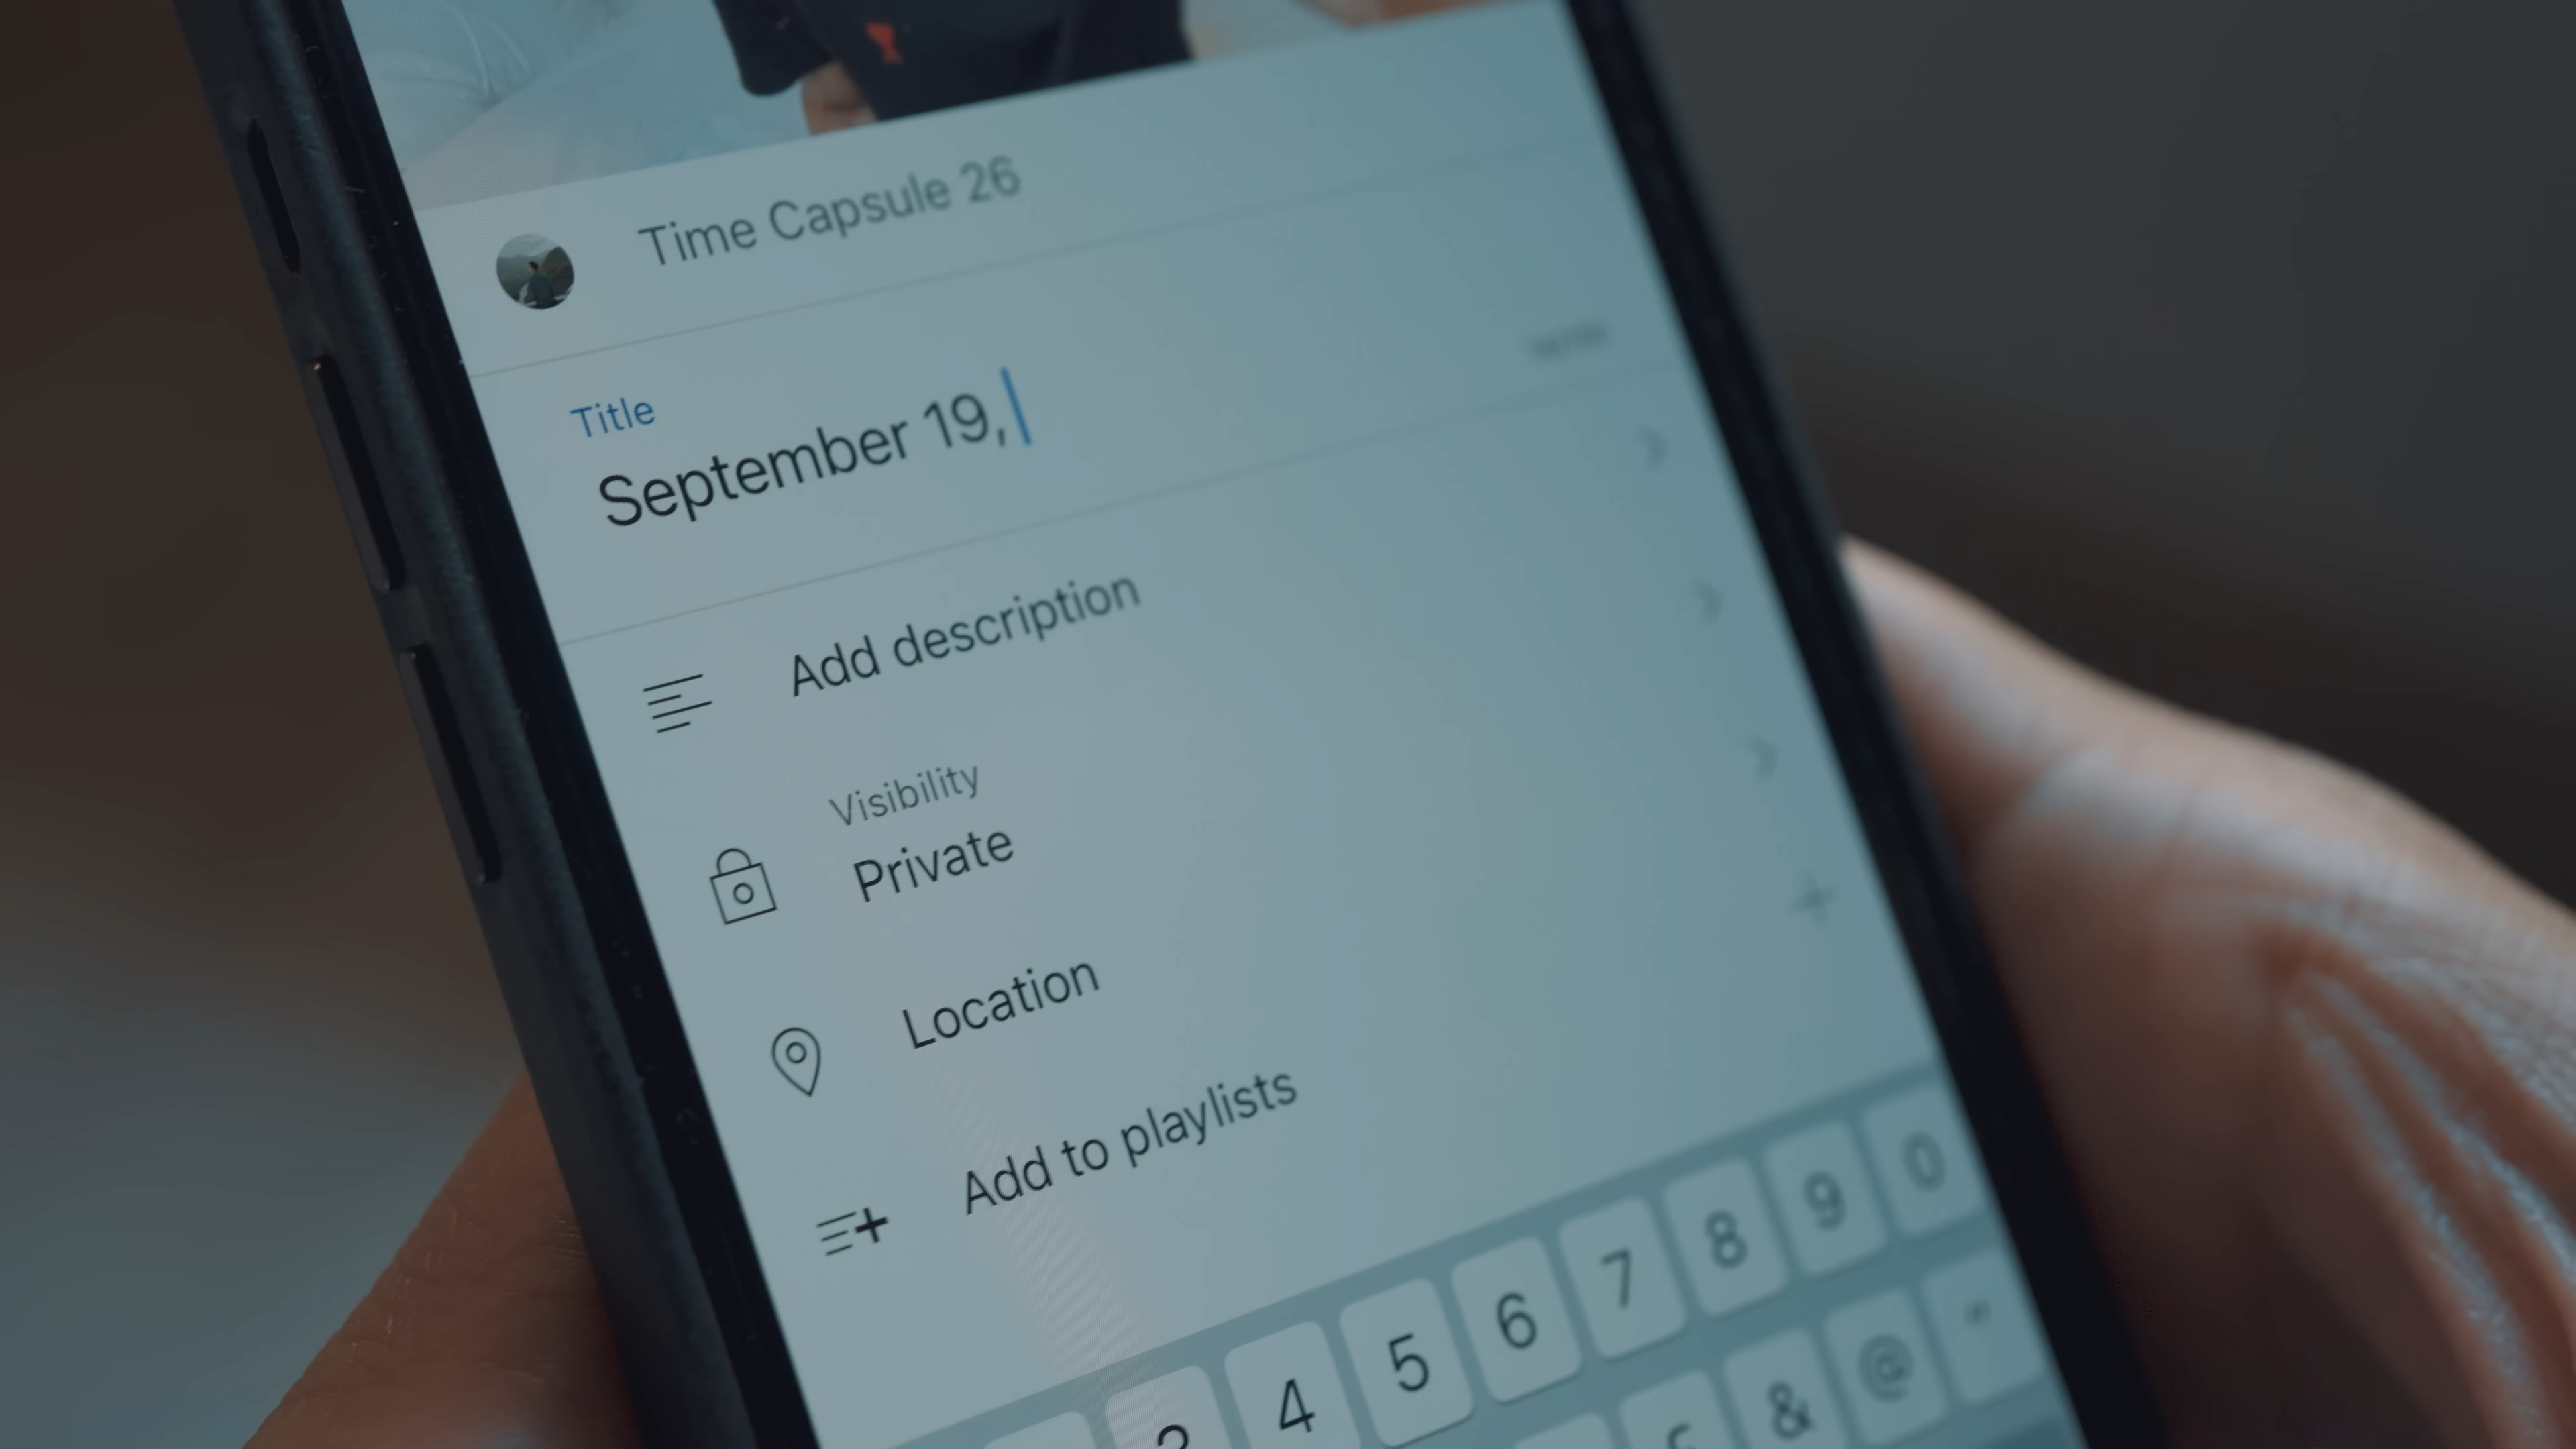 Time Capsule 26
Title
September 19,
Add description
Visibility
Private
Location
Add to playlists
4 5 6 7 8 9 0
& @